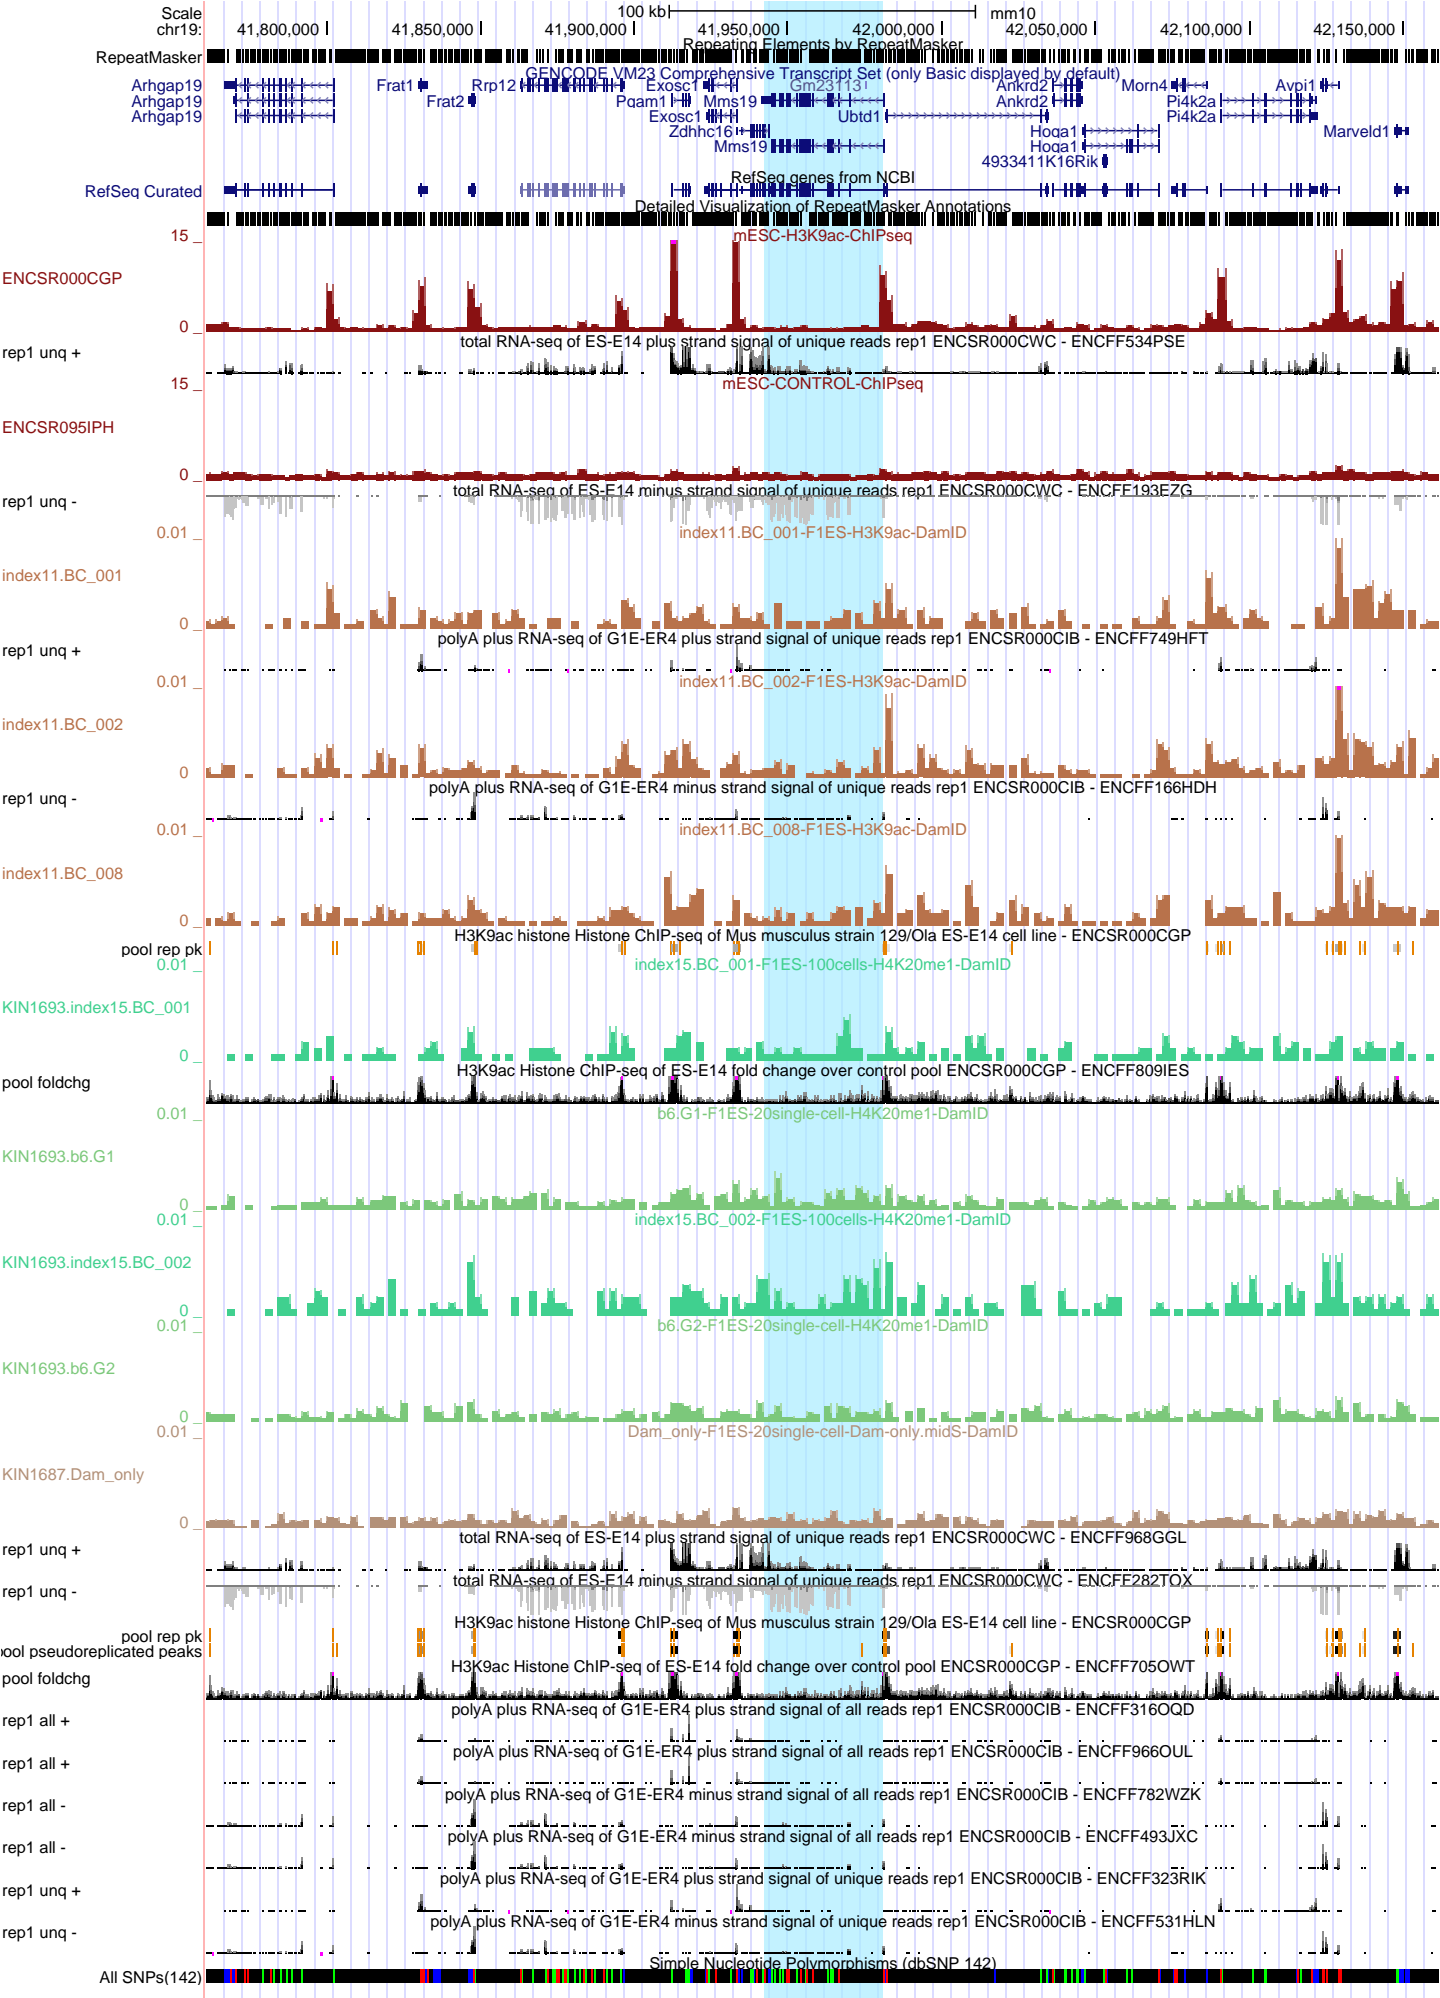 Scale 100 kb mm10
chr19: 41,800,000 41,850,000 41,900,000 41,950,000 42,000,000 42,050,000 42,100,000 42,150,000
Repeating Elements by RepeatMasker
RepeatMasker
GENCODE VM23 Comprehensive Transcript Set (only Basic displayed by default)
Arhgap19 Frat1 Rrp12 Exosc1 Gm23113 Ankrd2 Morn4 Avpi1
Arhgap19 Frat2 Pgam1 Mms19 Ankrd2 Pi4k2a
Arhgap19 Exosc1 Ubtd1 Pi4k2a
Zdhhc16 Hoga1 Marveld1
Mms19 Hoga1
4933411K16Rik
RefSeq genes from NCBI
RefSeq Curated
Detailed Visualization of RepeatMasker Annotations
15 _
mESC-H3K9ac-ChIPseq
ENCSR000CGP
0 _
total RNA-seq of ES-E14 plus strand signal of unique reads rep1 ENCSR000CWC - ENCFF534PSE
rep1 unq +
15 _
mESC-CONTROL-ChIPseq
ENCSR095IPH
0 _
total RNA-seq of ES-E14 minus strand signal of unique reads rep1 ENCSR000CWC - ENCFF193EZG
rep1 unq -
0.01 _
index11.BC_001-F1ES-H3K9ac-DamID
index11.BC_001
0 _
polyA plus RNA-seq of G1E-ER4 plus strand signal of unique reads rep1 ENCSR000CIB - ENCFF749HFT
rep1 unq +
0.01 _
index11.BC_002-F1ES-H3K9ac-DamID
index11.BC_002
0 _
polyA plus RNA-seq of G1E-ER4 minus strand signal of unique reads rep1 ENCSR000CIB - ENCFF166HDH
rep1 unq -
0.01 _
index11.BC_008-F1ES-H3K9ac-DamID
index11.BC_008
0 _
H3K9ac histone Histone ChIP-seq of Mus musculus strain 129/Ola ES-E14 cell line - ENCSR000CGP
pool rep pk
0.01 _
index15.BC_001-F1ES-100cells-H4K20me1-DamID
KIN1693.index15.BC_001
0 _
H3K9ac Histone ChIP-seq of ES-E14 fold change over control pool ENCSR000CGP - ENCFF809IES
pool foldchg
0.01 _
b6.G1-F1ES-20single-cell-H4K20me1-DamID
KIN1693.b6.G1
0 _
0.01 _
index15.BC_002-F1ES-100cells-H4K20me1-DamID
KIN1693.index15.BC_002
0 _
0.01 _
b6.G2-F1ES-20single-cell-H4K20me1-DamID
KIN1693.b6.G2
0 _
0.01 _
Dam_only-F1ES-20single-cell-Dam-only.midS-DamID
KIN1687.Dam_only
0 _
total RNA-seq of ES-E14 plus strand signal of unique reads rep1 ENCSR000CWC - ENCFF968GGL
rep1 unq +
total RNA-seq of ES-E14 minus strand signal of unique reads rep1 ENCSR000CWC - ENCFF282TOX
rep1 unq -
H3K9ac histone Histone ChIP-seq of Mus musculus strain 129/Ola ES-E14 cell line - ENCSR000CGP
pool rep pk
ool pseudoreplicated peaks
H3K9ac Histone ChIP-seq of ES-E14 fold change over control pool ENCSR000CGP - ENCFF705OWT
pool foldchg
polyA plus RNA-seq of G1E-ER4 plus strand signal of all reads rep1 ENCSR000CIB - ENCFF316OQD
rep1 all +
polyA plus RNA-seq of G1E-ER4 plus strand signal of all reads rep1 ENCSR000CIB - ENCFF966OUL
rep1 all +
polyA plus RNA-seq of G1E-ER4 minus strand signal of all reads rep1 ENCSR000CIB - ENCFF782WZK
rep1 all -
polyA plus RNA-seq of G1E-ER4 minus strand signal of all reads rep1 ENCSR000CIB - ENCFF493JXC
rep1 all -
polyA plus RNA-seq of G1E-ER4 plus strand signal of unique reads rep1 ENCSR000CIB - ENCFF323RIK
rep1 unq +
polyA plus RNA-seq of G1E-ER4 minus strand signal of unique reads rep1 ENCSR000CIB - ENCFF531HLN
rep1 unq -
Simple Nucleotide Polymorphisms (dbSNP 142)
All SNPs(142)